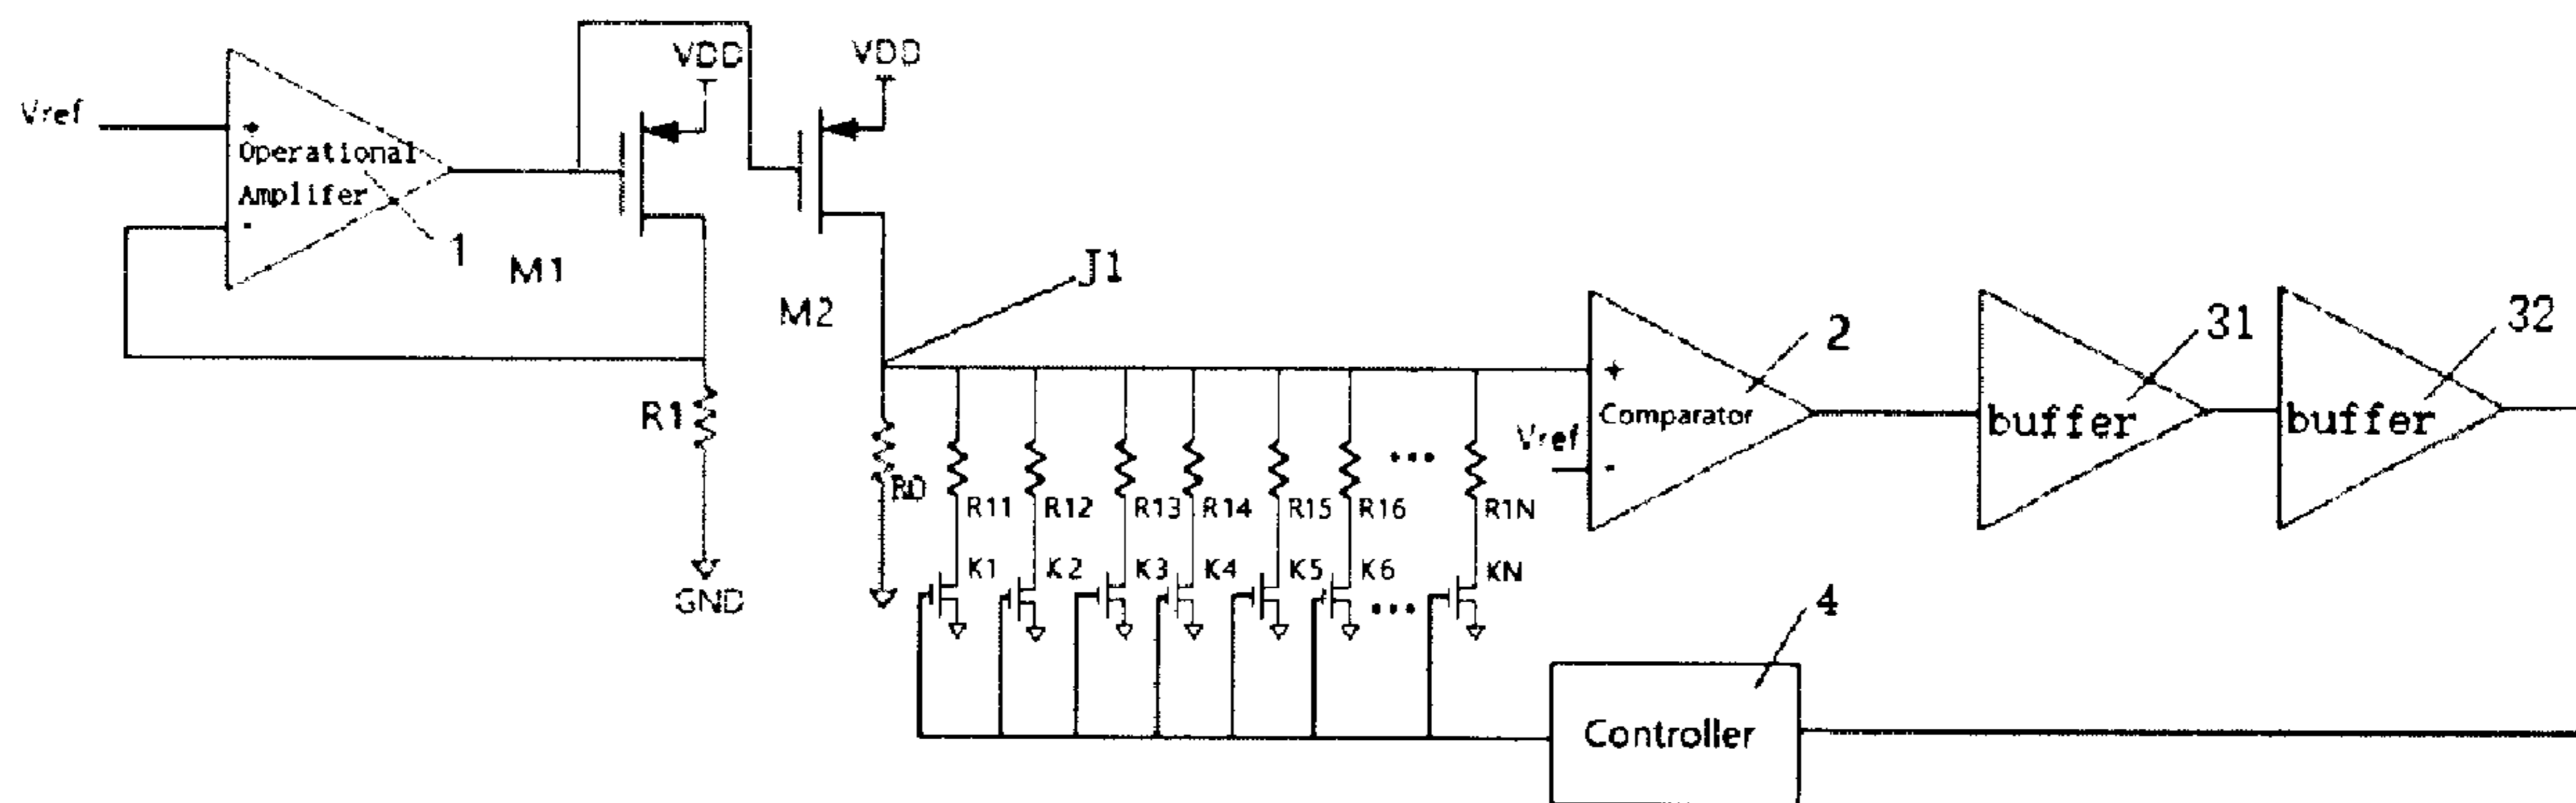 VDD
VDD
Vref
+
Operational
Amplifer
-
1
M1
M2
J1
R1
GND
R0
R11
R12
R13
R14
R15
R16
...
R1N
K1
K2
K3
K4
K5
K6
...
KN
Vref
+
Comparator
-
2
buffer
31
buffer
32
4
Controller